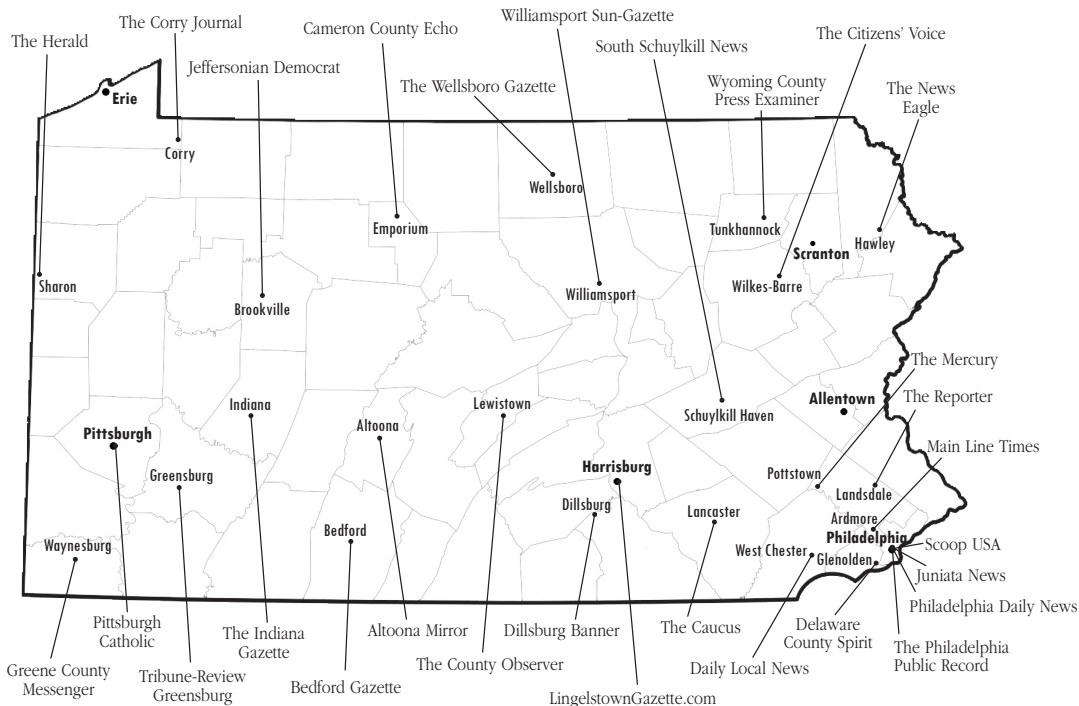 The Herald
The Corry Journal
Jeffersonian Democrat
Cameron County Echo
The Wellsboro Gazette
Williamsport Sun-Gazette
South Schuylkill News
Wyoming County
Press Examiner
The Citizens' Voice
The News
Eagle
Erie
Corry
Wellsboro
Emporium
Tunkhannock
Scranton
Hawley
Sharon
Brookville
Williamsport
Wilkes-Barre
The Mercury
The Reporter
Main Line Times
Indiana
Altoona
Lewistown
Schuylkill Haven
Allentown
Pittsburgh
Greensburg
Harrisburg
Pottstown
Landsdale
Dillsburg
Lancaster
Ardmore
Bedford
Philadelphia
Waynesburg
West Chester
Glenolden
Scoop USA
Juniata News
Philadelphia Daily News
Pittsburgh
Catholic
The Indiana
Gazette
Altoona Mirror
Dillsburg Banner
The Caucus
Delaware
County Spirit
The Philadelphia
Public Record
Greene County
Messenger
Tribune-Review
Greensburg
Bedford Gazette
The County Observer
LingelstownGazette.com
Daily Local News